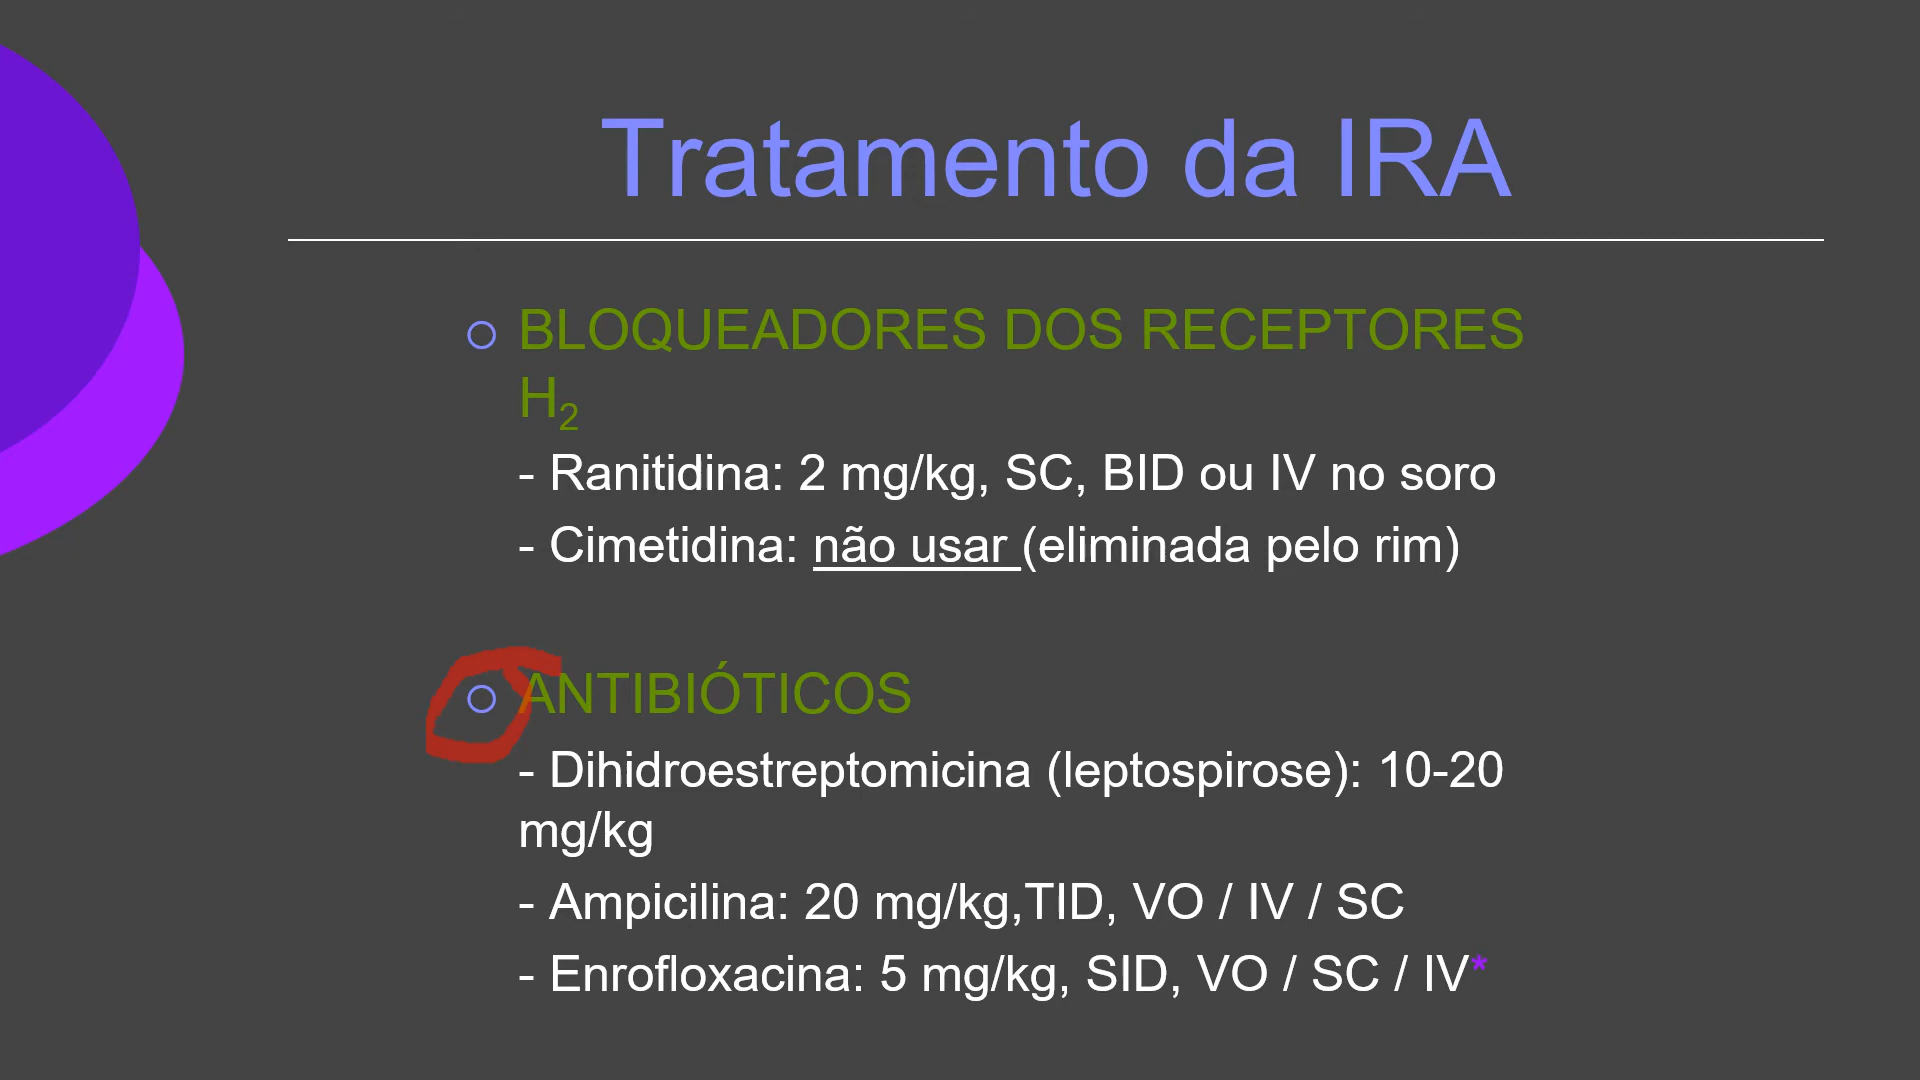 Tratamento da IRA
BLOQUEADORES DOS RECEPTORES
H₂
- Ranitidina: 2 mg/kg, SC, BID ou IV no soro
- Cimetidina: não usar (eliminada pelo rim)
ANTIBIÓTICOS
- Dihidroestreptomicina (leptospirose): 10-20
mg/kg
- Ampicilina: 20 mg/kg,TID, VO / IV / SC
- Enrofloxacina: 5 mg/kg, SID, VO / SC / IV*